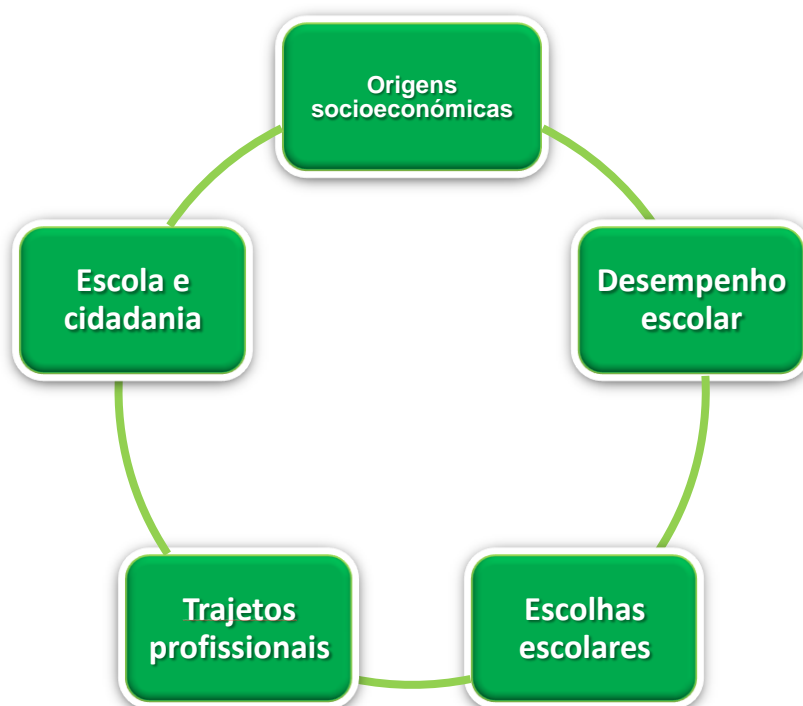 Origens
socioeconómicas
Desempenho
escolar
Escolhas
escolares
Trajetos
profissionais
Escola e
cidadania